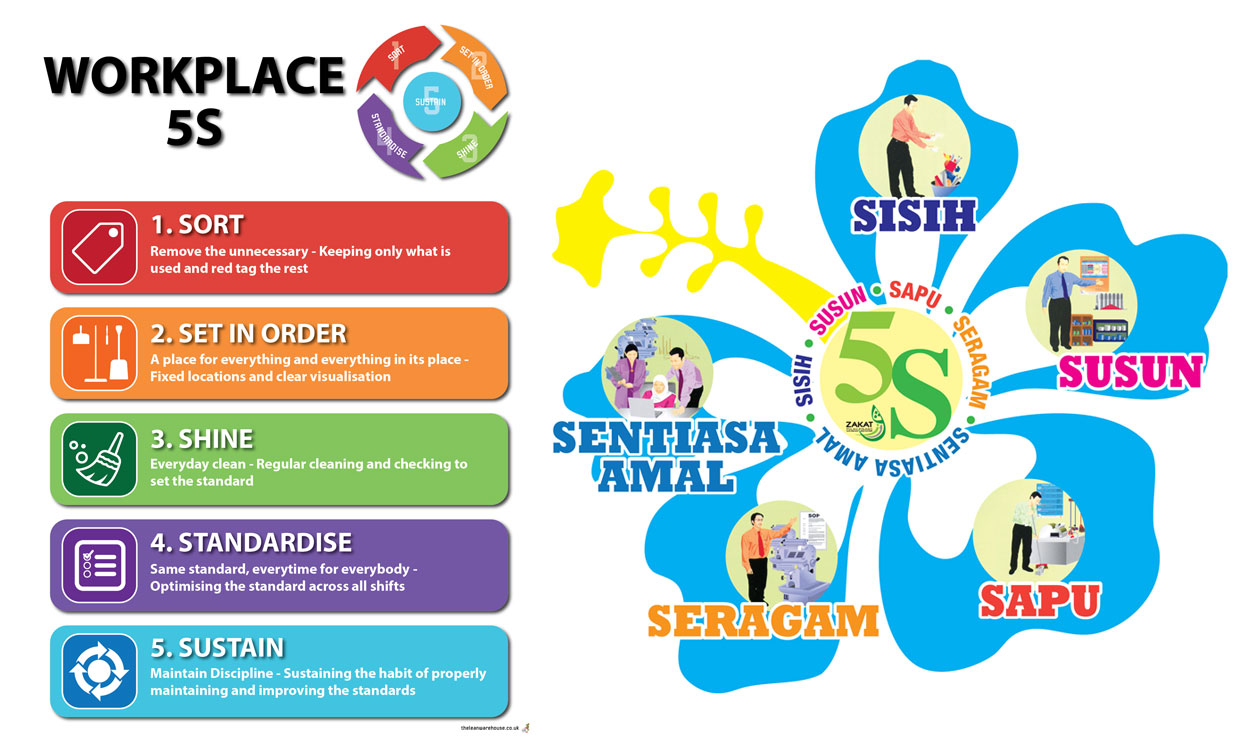 WORKPLACE
5S
1
SORT
2
SET IN ORDER
3
SHINE
4
STANDARDISE
5
SUSTAIN
1. SORT
Remove the unnecessary - Keeping only what is
used and red tag the rest
2. SET IN ORDER
A place for everything and everything in its place -
Fixed locations and clear visualisation
3. SHINE
Everyday clean - Regular cleaning and checking to
set the standard
4. STANDARDISE
Same standard, everytime for everybody -
Optimising the standard across all shifts
5. SUSTAIN
Maintain Discipline - Sustaining the habit of properly
maintaining and improving the standards
theleanwarehouse.co.uk
SISIH
SUSUN
SAPU
SOP
SERAGAM
SENTIASA
AMAL
HISIS • SUSUN • SAPU • SERAGAM • SENTIASA AMAL •
5S
ZAKAT